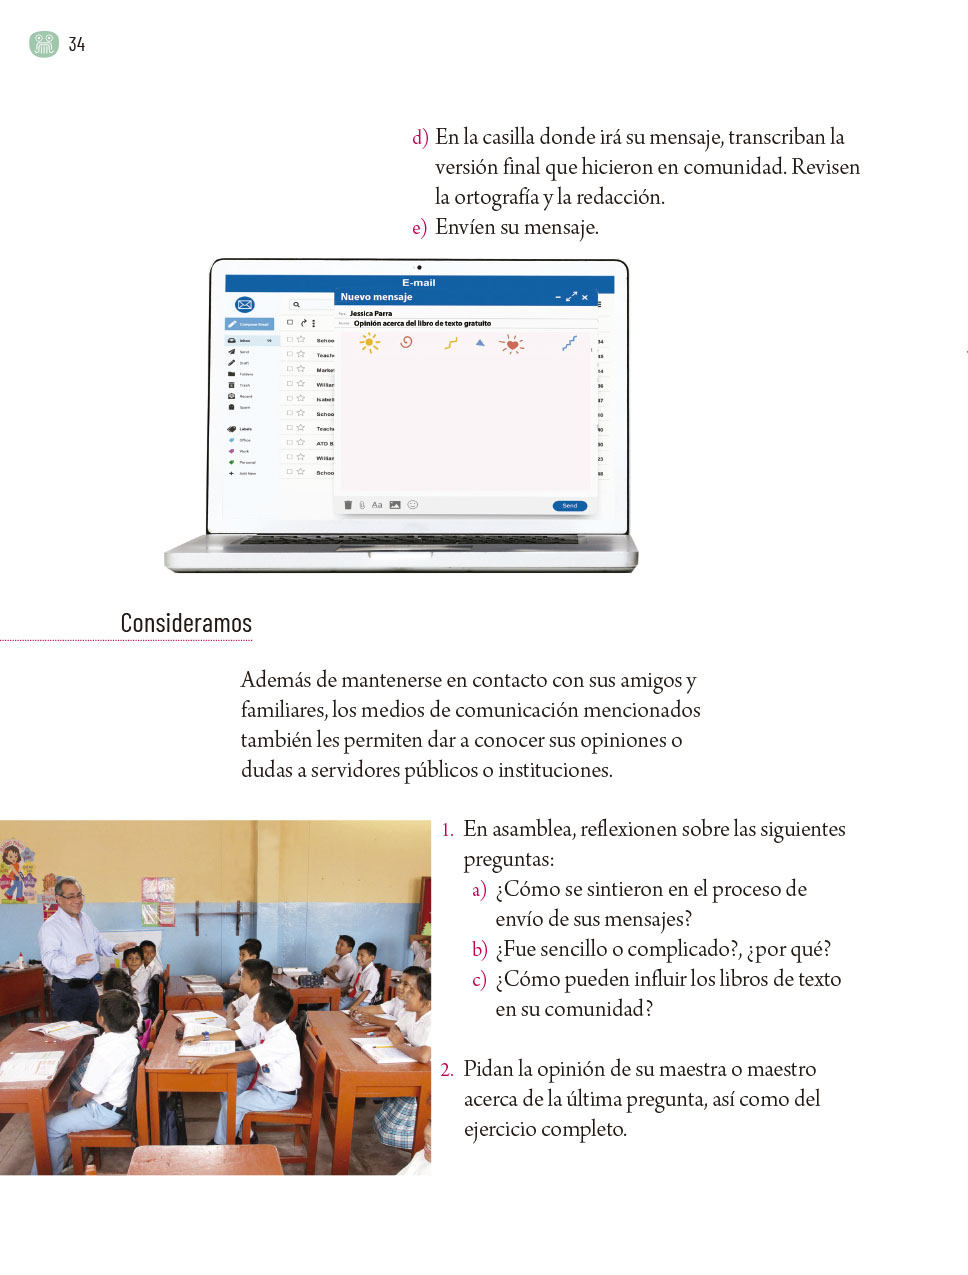 34
d) En la casilla donde irá su mensaje, transcriban la
versión final que hicieron en comunidad. Revisen
la ortografía y la redacción.
e) Envíen su mensaje.
E-mail
Nuevo mensaje
Jessica Parra
Opinión acerca del libro de texto gratuito
Compose Email
Inbox
Send
Draft
Folders
Trash
Recent
Spam
Labels
Office
Work
Personal
Add New
Schoo
Teach
Marke
William
Isabell
Schoo
Teach
ATD B
William
Schoo
Aa
Send
Consideramos
Además de mantenerse en contacto con sus amigos y
familiares, los medios de comunicación mencionados
también les permiten dar a conocer sus opiniones o
dudas a servidores públicos o instituciones.
1. En asamblea, reflexionen sobre las siguientes
preguntas:
a) ¿Cómo se sintieron en el proceso de
envío de sus mensajes?
b) ¿Fue sencillo o complicado?, ¿por qué?
c) ¿Cómo pueden influir los libros de texto
en su comunidad?
2. Pidan la opinión de su maestra o maestro
acerca de la última pregunta, así como del
ejercicio completo.